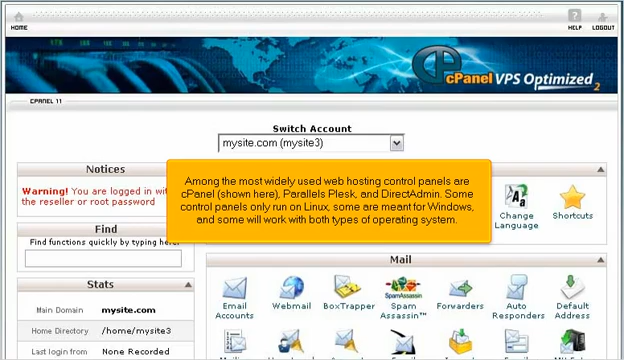 HOME
HELP
LOGOUT
cPanel VPS Optimized 2
CPANEL 11
Switch Account
mysite.com (mysite3)
Notices
Warning! You are logged in with
the reseller or root password
Among the most widely used web hosting control panels are
cPanel (shown here), Parallels Plesk, and DirectAdmin. Some
control panels only run on Linux, some are meant for Windows,
and some will work with both types of operating system.
Change
Language
Shortcuts
Find
Find functions quickly by typing here.
Stats
Main Domain mysite.com
Home Directory /home/mysite3
Last login from None Recorded
Mail
Email
Accounts
Webmail
BoxTrapper
SpamAssassin
Spam
Assassin™
Forwarders
Auto
Responders
Default
Address